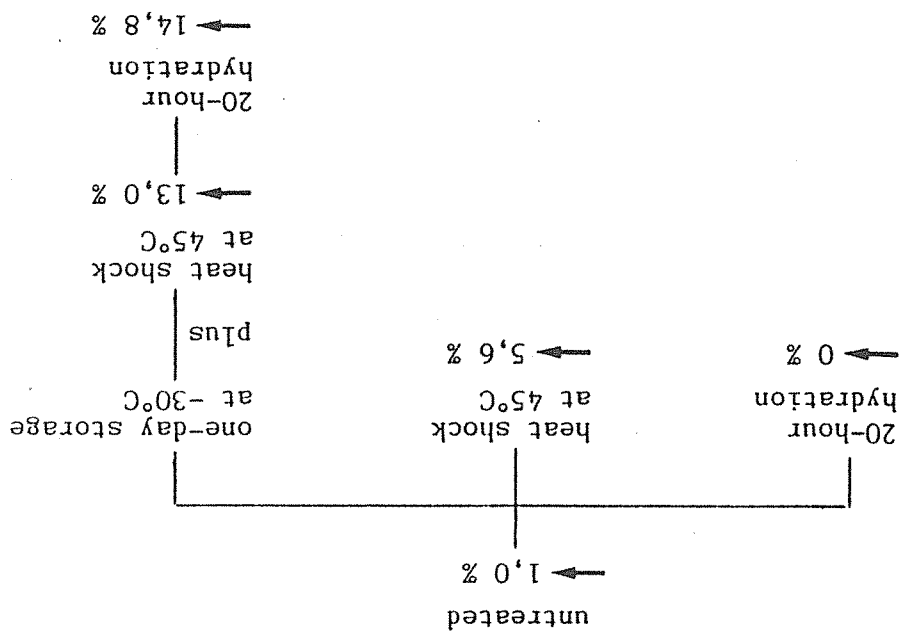 untreated
→ 1,0 %
20-hour
hydration
→ 0 %
heat shock
at 45°C
→ 5,6 %
one-day storage
at -30°C
plus
heat shock
at 45°C
→ 13,0 %
20-hour
hydration
→ 14,8 %